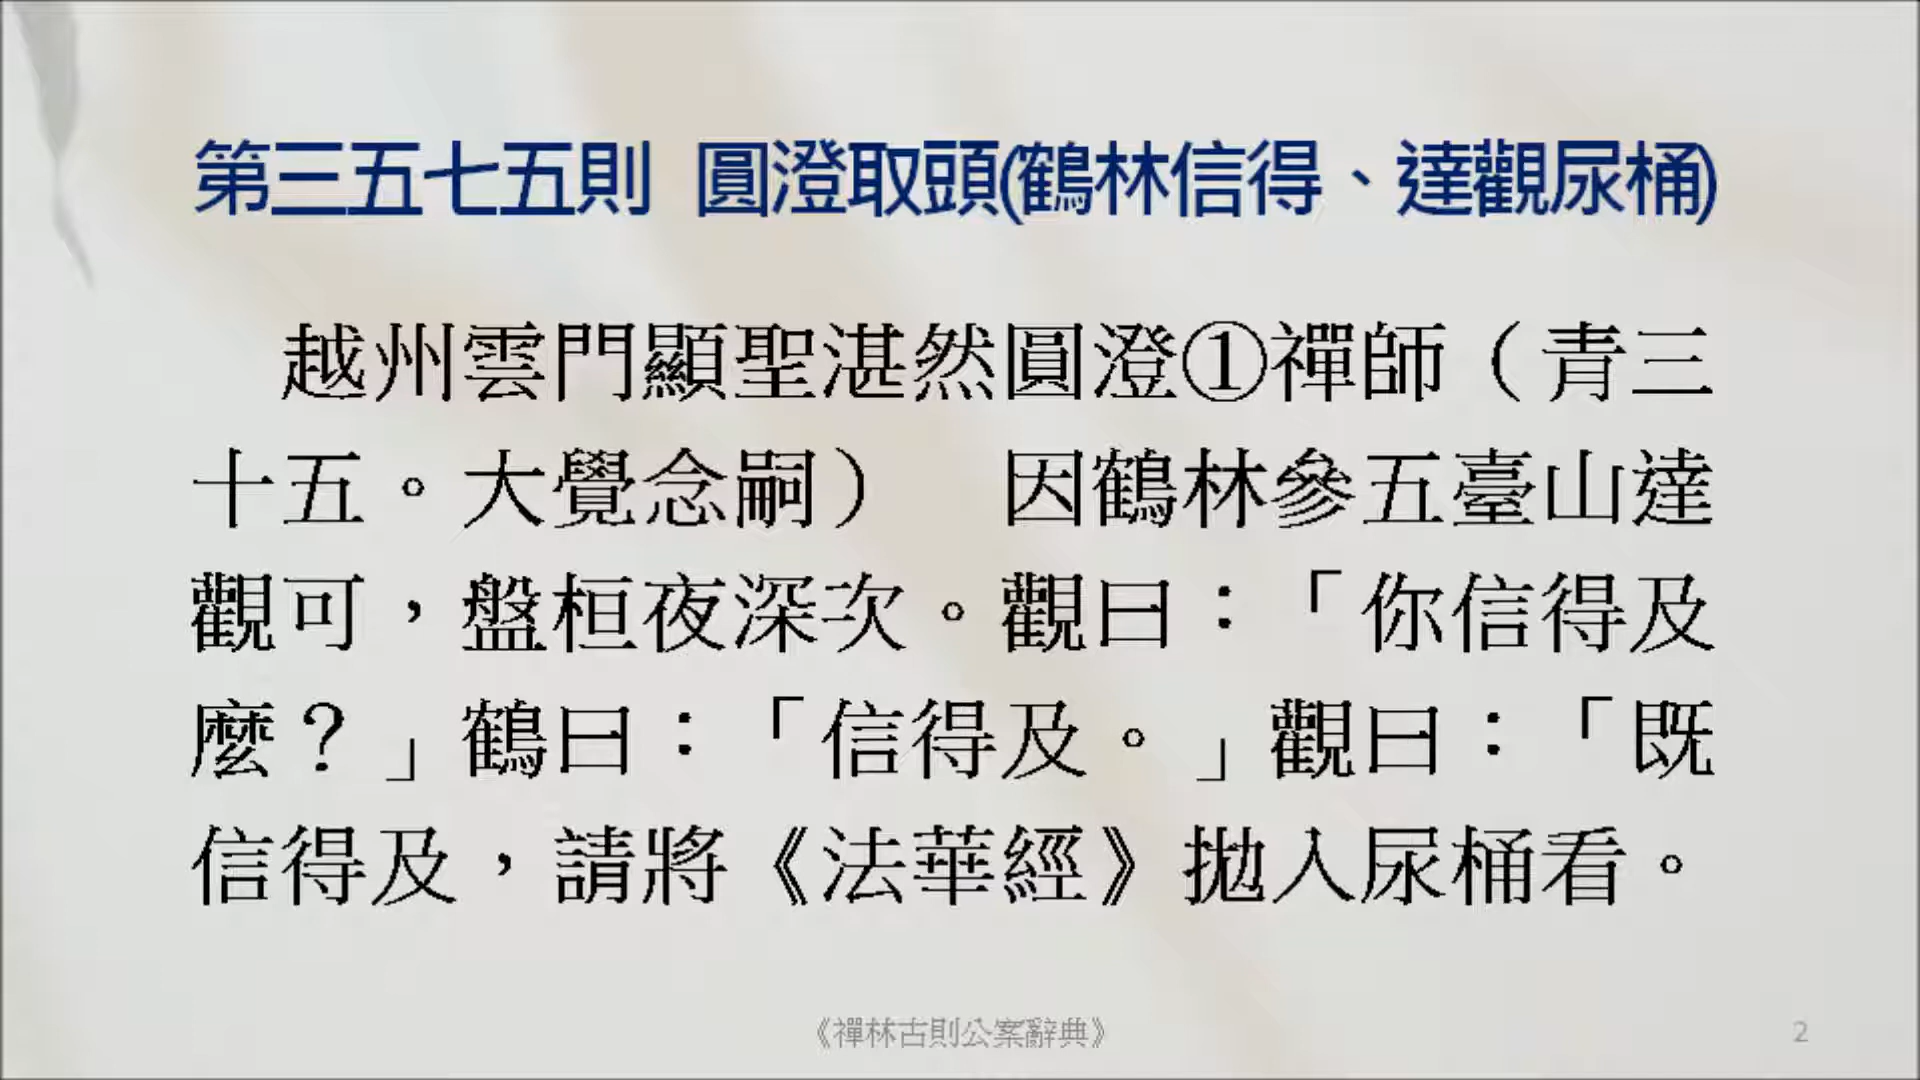 第三五七五則 圓澄取頭(鶴林信得、達觀尿桶)
越州雲門顯聖湛然圓澄①禪師（青三
十五。大覺念嗣） 因鶴林參五臺山達
觀可，盤桓夜深次。觀曰：「你信得及
麼？」鶴曰：「信得及。」觀曰：「既
信得及，請將《法華經》拋入尿桶看。
《禪林古則公案辭典》
2